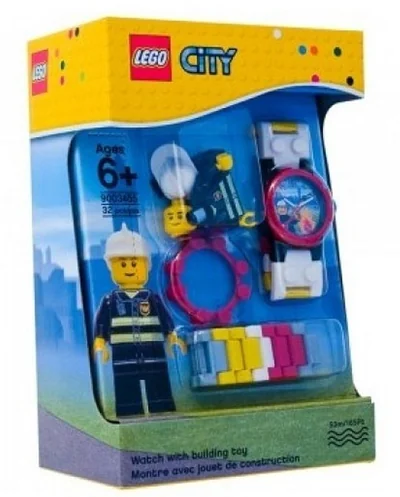 LEGO
LEGO CITY
Ages
6+
9003455
32 pieces
50m/165Ft
Watch with building toy
Montre avec jouet de construction